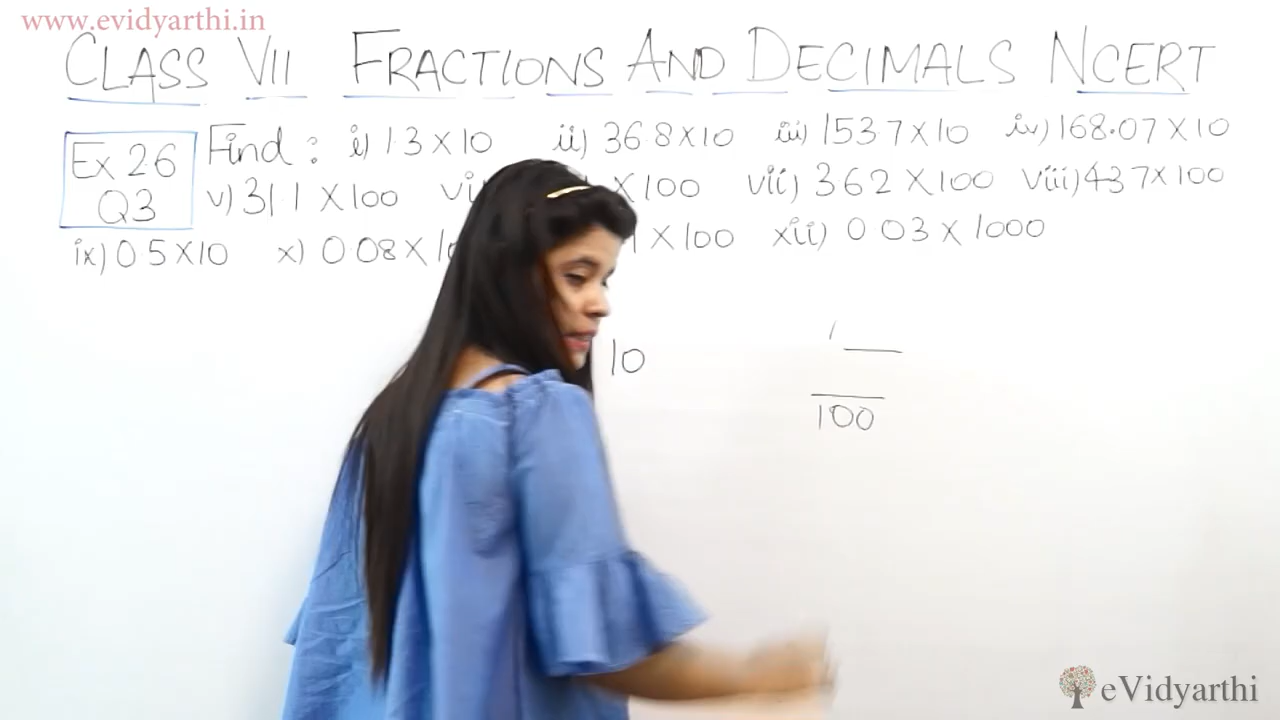 www.evidyarthi.in
CLASS VII FRACTIONS AND DECIMALS NCERT
Ex 2.6 Find : i) 1.3 X 10 ii) 36.8 X 10 iii) 153.7 X 10 iv) 168.07 X 10
Q3 v) 31.1 X 100 vi) X 100 vii) 3.62 X 100 viii) 43.7 X 100
ix) 0.5 X 10 x) 0.08 X X 100 xii) 0.03 X 1000
10
100
eVidyarthi